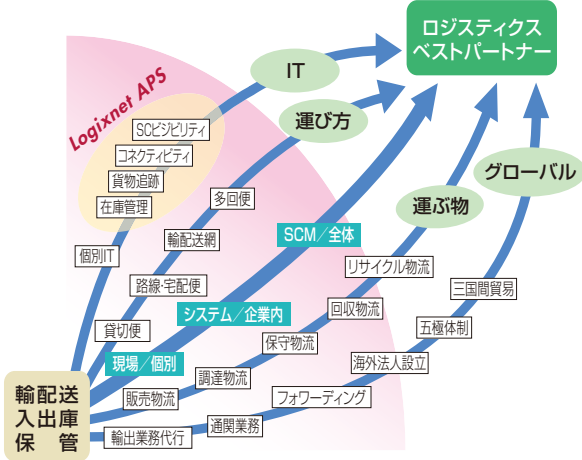 ロジスティクス
ベストパートナー
IT
Logixnet APS
運び方
SCビジビリティ
コネクティビティ
貨物追跡
在庫管理
グローバル
多回便
運ぶ物
輸配送網
SCM／全体
個別IT
リサイクル物流
路線・宅配便
三国間貿易
システム／企業内
回収物流
貸切便
五極体制
保守物流
現場／個別
海外法人設立
調達物流
輸配送
入出庫
保管
販売物流
フォワーディング
通関業務
輸出業務代行